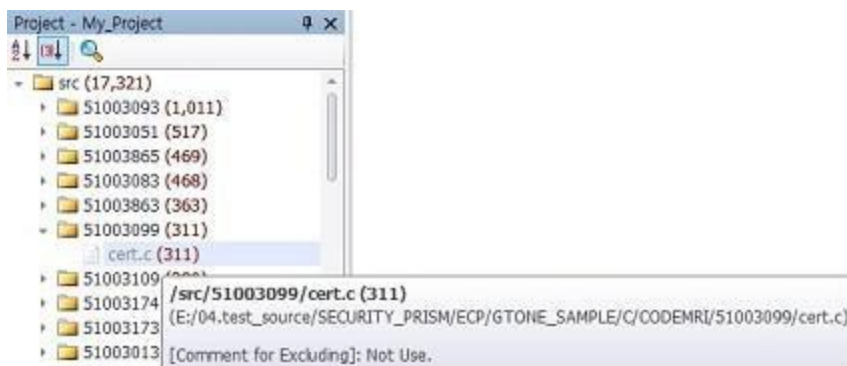 Project - My_Project
src (17,321)
51003093 (1,011)
51003051 (517)
51003865 (469)
51003083 (468)
51003863 (363)
51003099 (311)
cert.c (311)
51003109
51003174
51003173
51003013
/src/51003099/cert.c (311)
(E:/04.test_source/SECURITY_PRISM/ECP/GTONE_SAMPLE/C/CODEMRI/51003099/cert.c)
[Comment for Excluding]: Not Use.